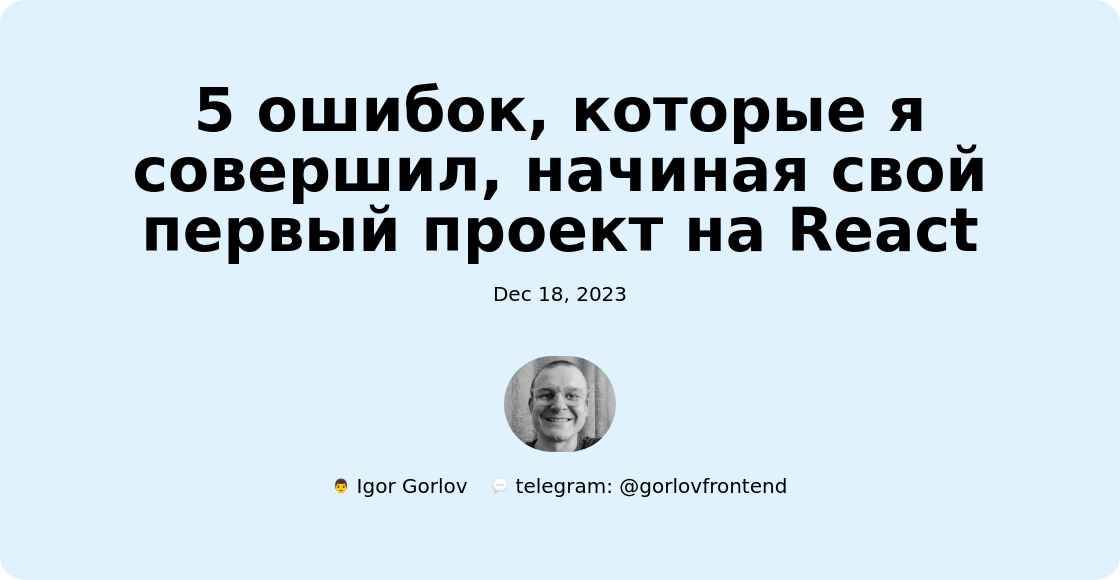 5 ошибок, которые я
совершил, начиная свой
первый проект на React
Dec 18, 2023
👨 Igor Gorlov 💬 telegram: @gorlovfrontend